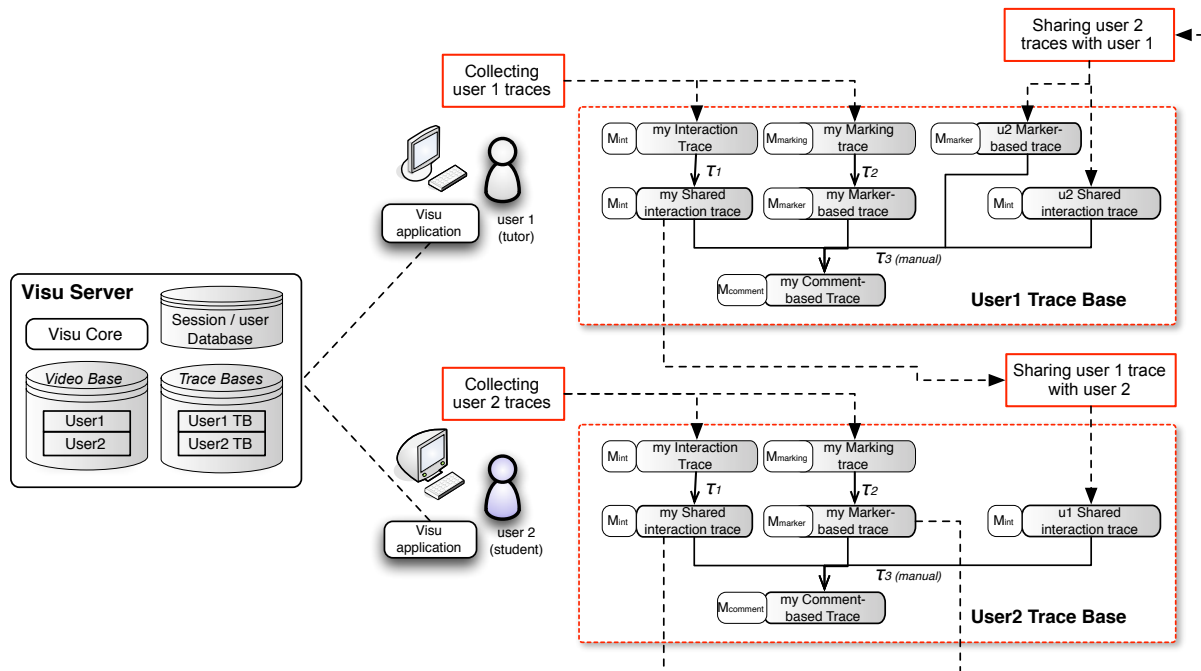 Sharing user 2
traces with user 1
Collecting
user 1 traces
Mint
my Interaction
Trace
Mmarking
my Marking
trace
Mmarker
u2 Marker-
based trace
τ1
τ2
Mint
my Shared
interaction trace
Mmarker
my Marker-
based trace
Mint
u2 Shared
interaction trace
Visu
application
user 1
(tutor)
τ3 (manual)
Mcomment
my Comment-
based Trace
User1 Trace Base
Visu Server
Visu Core
Session / user
Database
Video Base
User1
User2
Trace Bases
User1 TB
User2 TB
Collecting
user 2 traces
Sharing user 1 trace
with user 2
Mint
my Interaction
Trace
Mmarking
my Marking
trace
τ1
τ2
Mint
my Shared
interaction trace
Mmarker
my Marker-
based trace
Mint
u1 Shared
interaction trace
Visu
application
user 2
(student)
τ3 (manual)
Mcomment
my Comment-
based Trace
User2 Trace Base